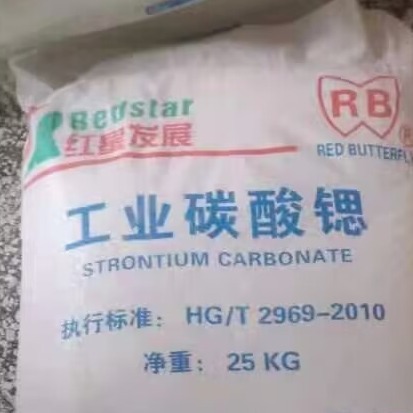 Redstar
红星发展
RB
RED BUTTERFL
工业碳酸锶
STRONTIUM CARBONATE
执行标准: HG/T 2969-2010
净重: 25 KG